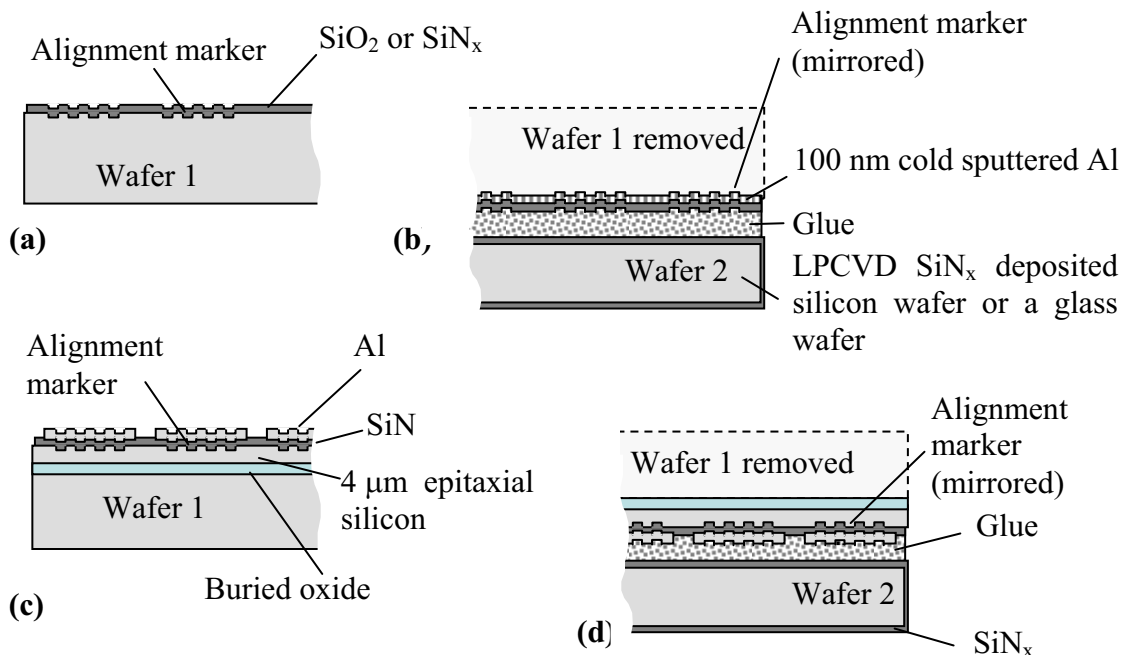 SiO2 or SiNx
Alignment marker
Wafer 1
(a)
Alignment marker
(mirrored)
Wafer 1 removed
100 nm cold sputtered Al
Glue
Wafer 2
LPCVD SiNx deposited
silicon wafer or a glass
wafer
(b,
Alignment
marker
Al
SiN
4 μm epitaxial
silicon
Wafer 1
Buried oxide
(c)
Alignment
marker
(mirrored)
Wafer 1 removed
Glue
Wafer 2
(d)
SiNx